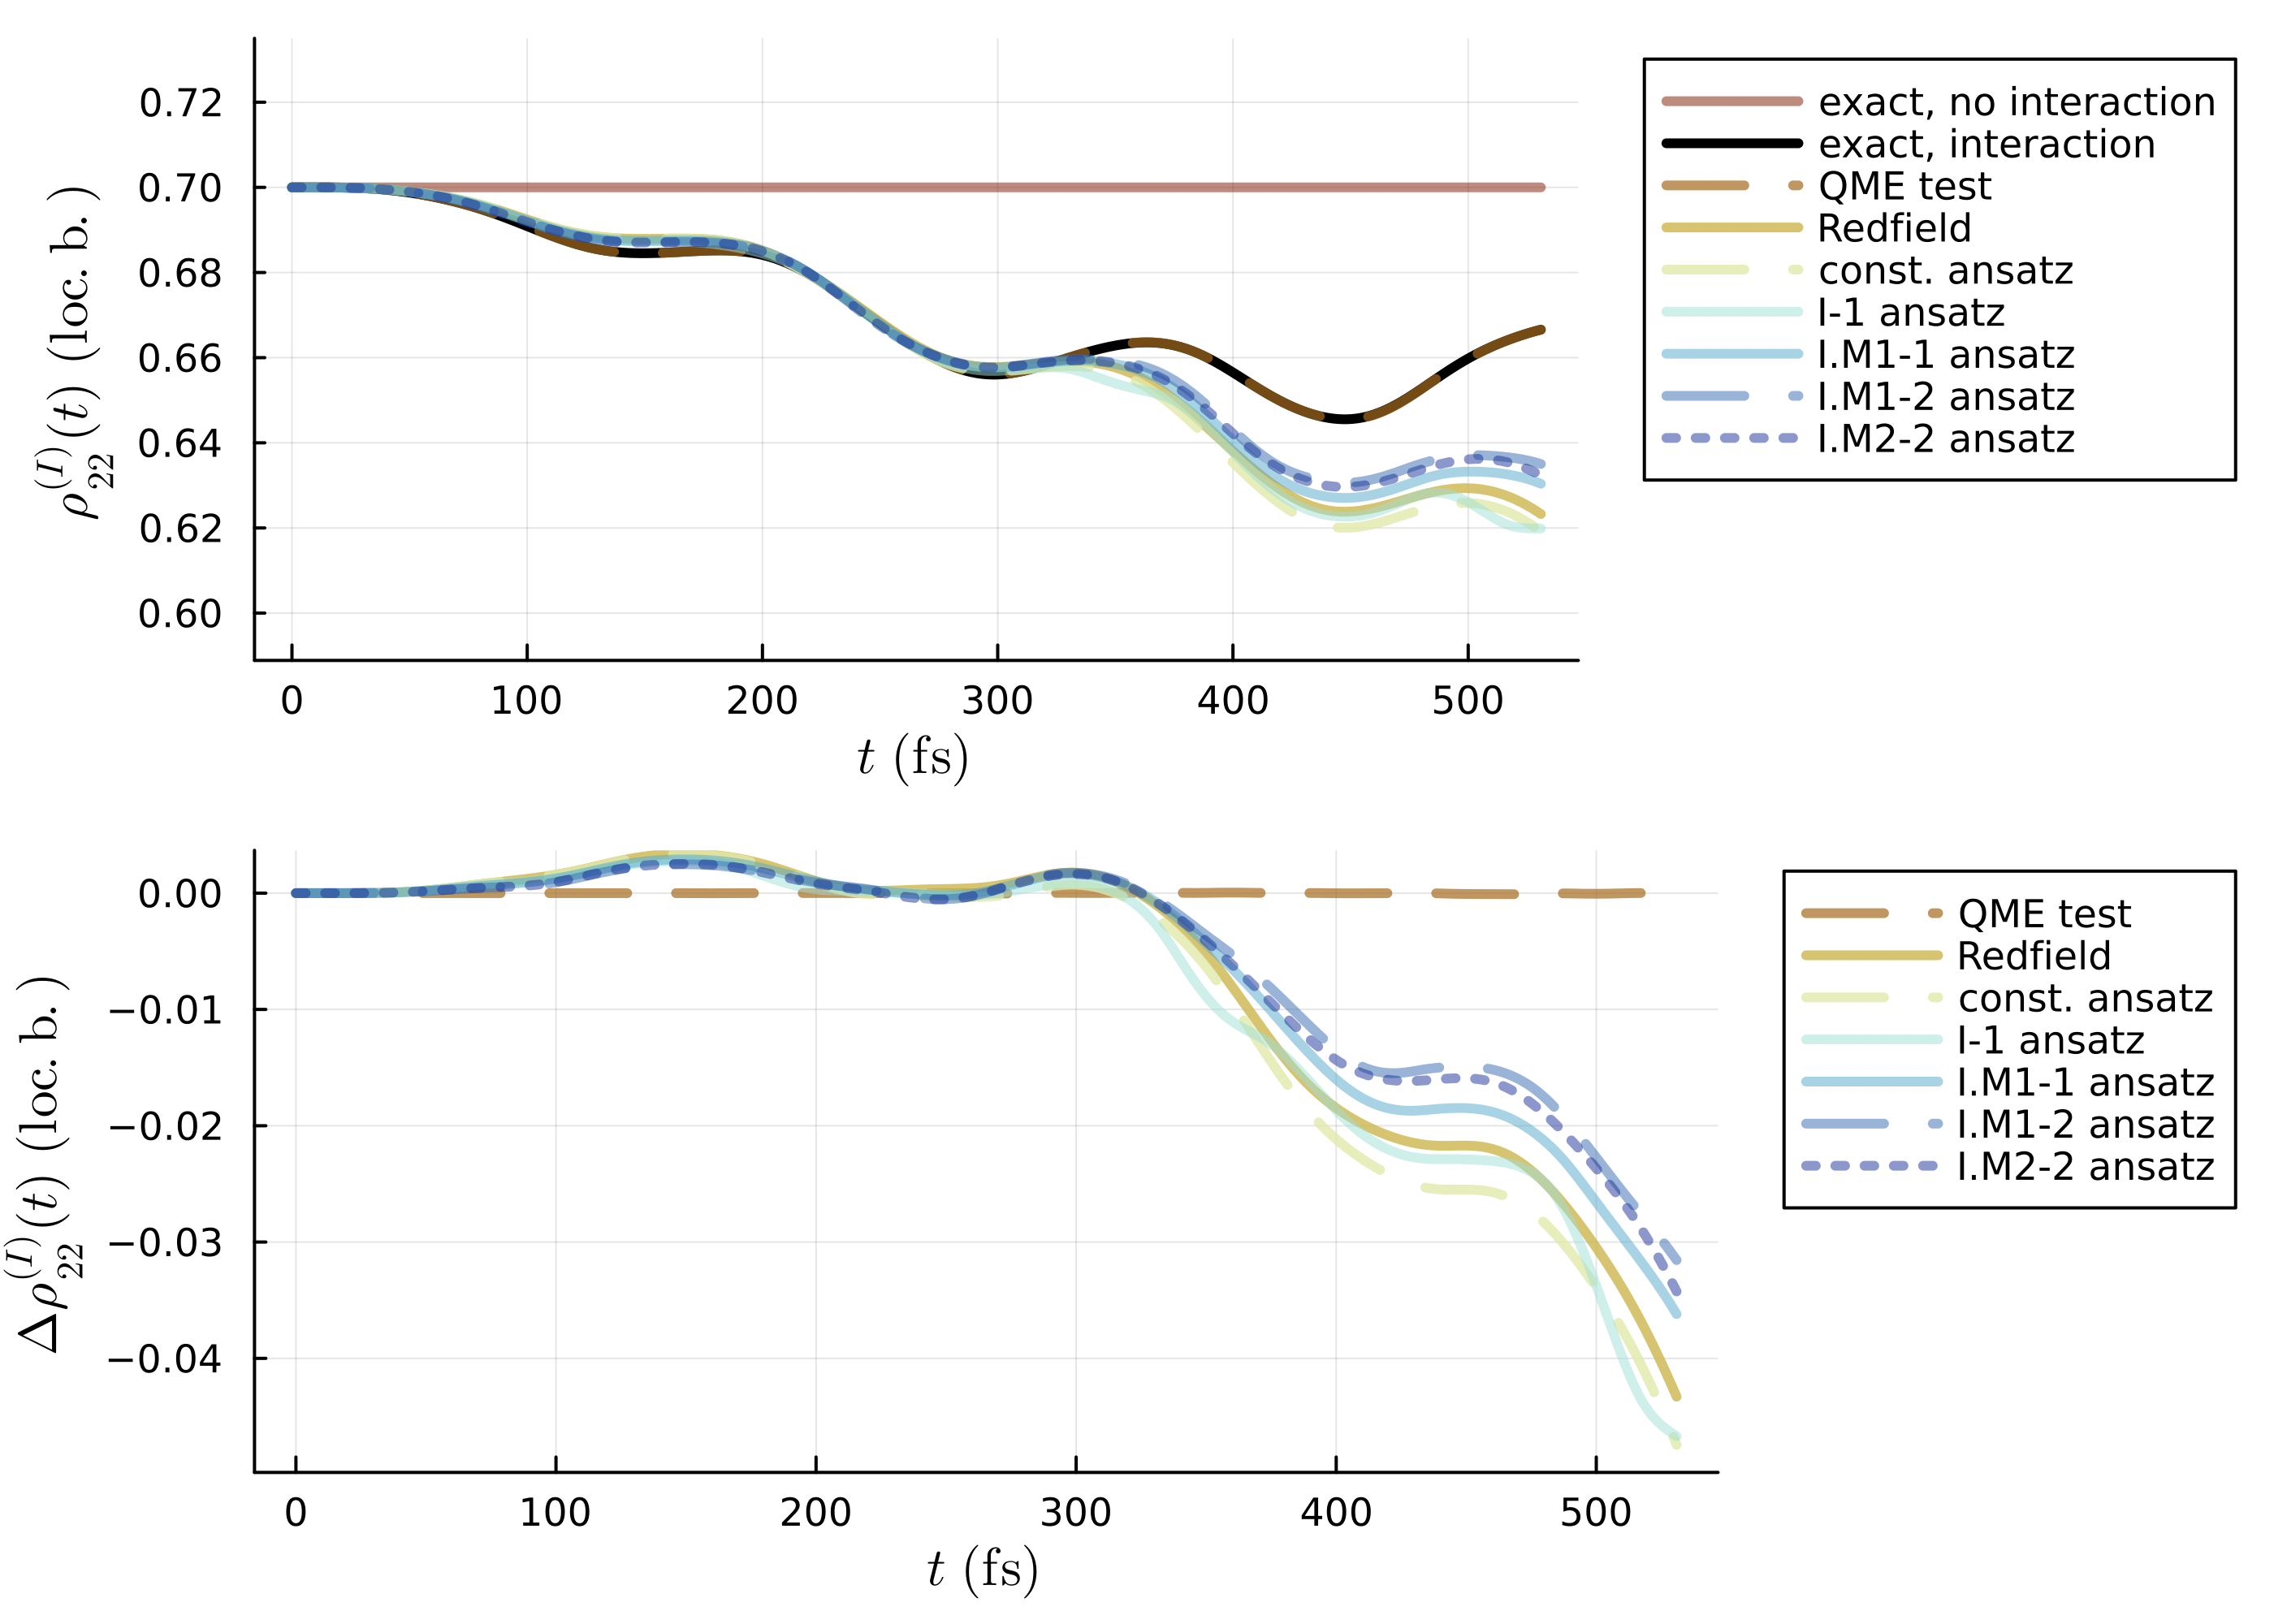 0.72
0.70
0.68
0.66
0.64
0.62
0.60
ρ₂₂⁽ᴵ⁾(t) (loc. b. )
0 100 200 300 400 500
t (fs)
exact, no interaction
exact, interaction
QME test
Redfield
const. ansatz
I-1 ansatz
I.M1-1 ansatz
I.M1-2 ansatz
I.M2-2 ansatz
0.00
−0.01
−0.02
−0.03
−0.04
Δρ₂₂⁽ᴵ⁾(t) (loc. b. )
0 100 200 300 400 500
t (fs)
QME test
Redfield
const. ansatz
I-1 ansatz
I.M1-1 ansatz
I.M1-2 ansatz
I.M2-2 ansatz